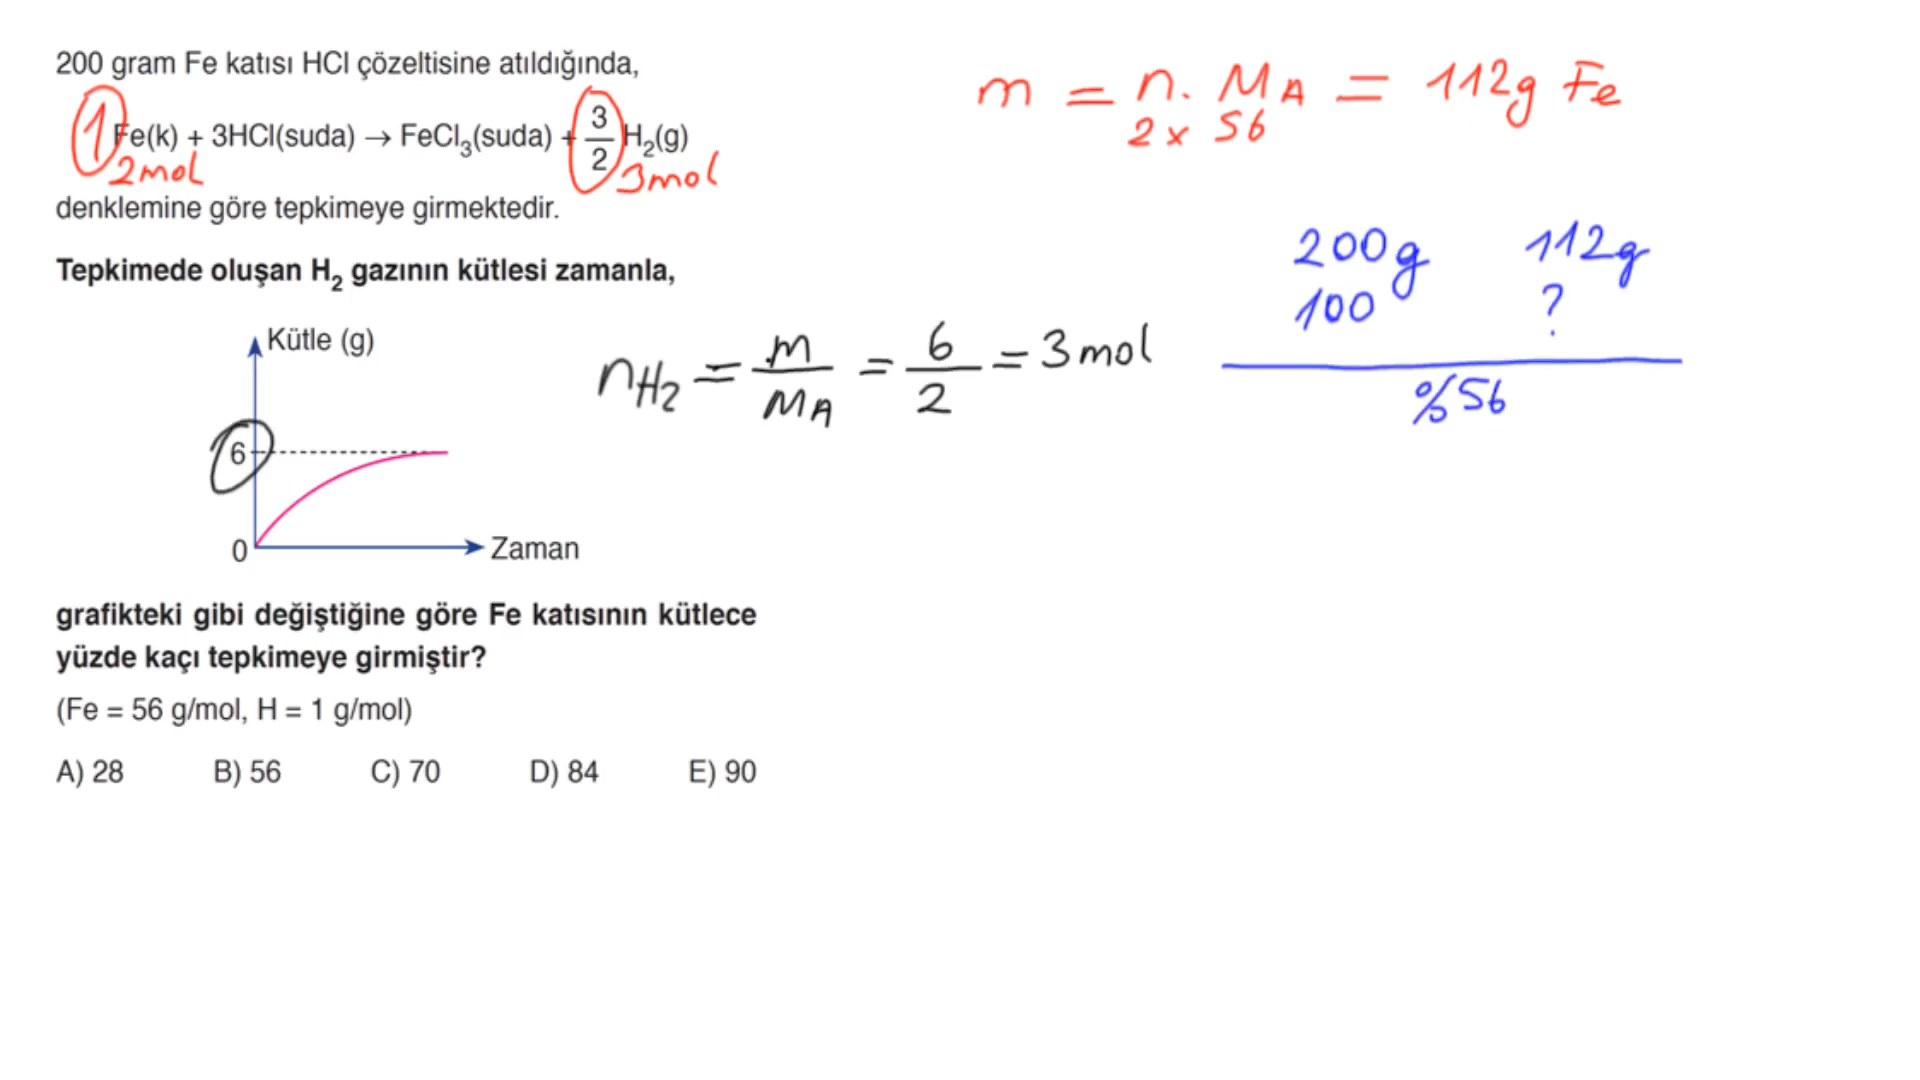 200 gram Fe katısı HCl çözeltisine atıldığında,
1 Fe(k) + 3HCl(suda) → FeCl₃(suda) + 3/2 H₂(g)
2mol 3mol
denklemine göre tepkimeye girmektedir.
Tepkimede oluşan H₂ gazının kütlesi zamanla,
Kütle (g)
6
0
Zaman
grafikteki gibi değiştiğine göre Fe katısının kütlece
yüzde kaçı tepkimeye girmiştir?
(Fe = 56 g/mol, H = 1 g/mol)
A) 28 B) 56 C) 70 D) 84 E) 90
nH₂ = m/MA = 6/2 = 3mol
m = n. MA = 112g Fe
2 x 56
200g 112g
100 ?
%56